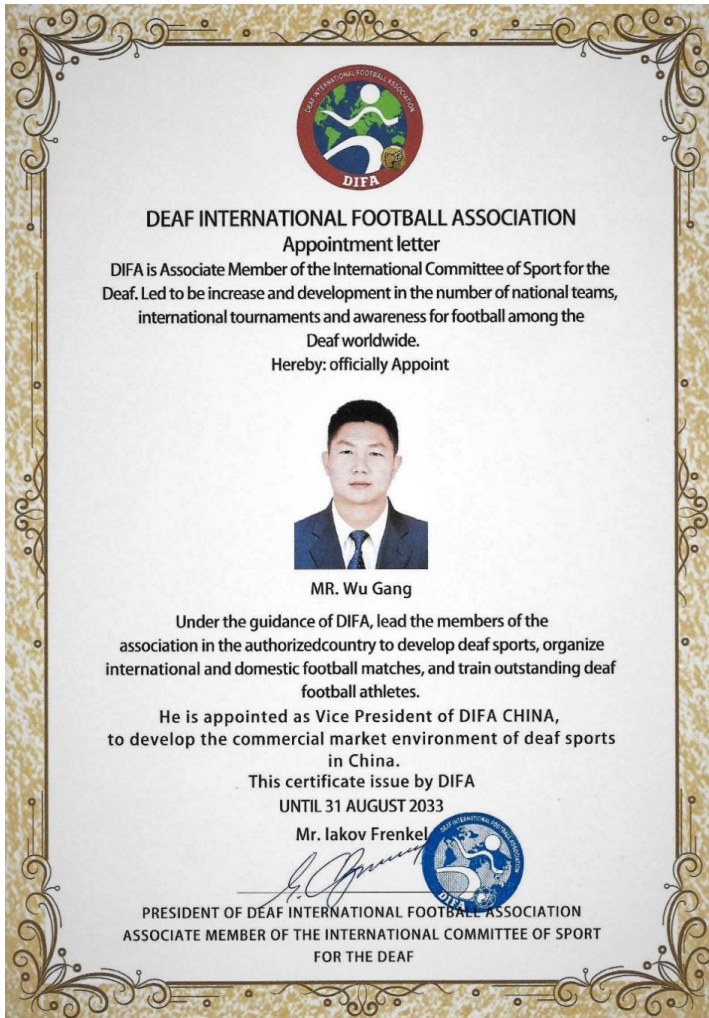 DEAF INTERNATIONAL FOOTBALL ASSOCIATION
DIFA
DEAF INTERNATIONAL FOOTBALL ASSOCIATION
Appointment letter
DIFA is Associate Member of the International Committee of Sport for the
Deaf. Led to be increase and development in the number of national teams,
international tournaments and awareness for football among the
Deaf worldwide.
Hereby: officially Appoint
MR. Wu Gang
Under the guidance of DIFA, lead the members of the
association in the authorizedcountry to develop deaf sports, organize
international and domestic football matches, and train outstanding deaf
football athletes.
He is appointed as Vice President of DIFA CHINA,
to develop the commercial market environment of deaf sports
in China.
This certificate issue by DIFA
UNTIL 31 AUGUST 2033
Mr. Iakov Frenkel
DEAF INTERNATIONAL FOOTBALL ASSOCIATION
DIFA
PRESIDENT OF DEAF INTERNATIONAL FOOTBALL ASSOCIATION
ASSOCIATE MEMBER OF THE INTERNATIONAL COMMITTEE OF SPORT
FOR THE DEAF